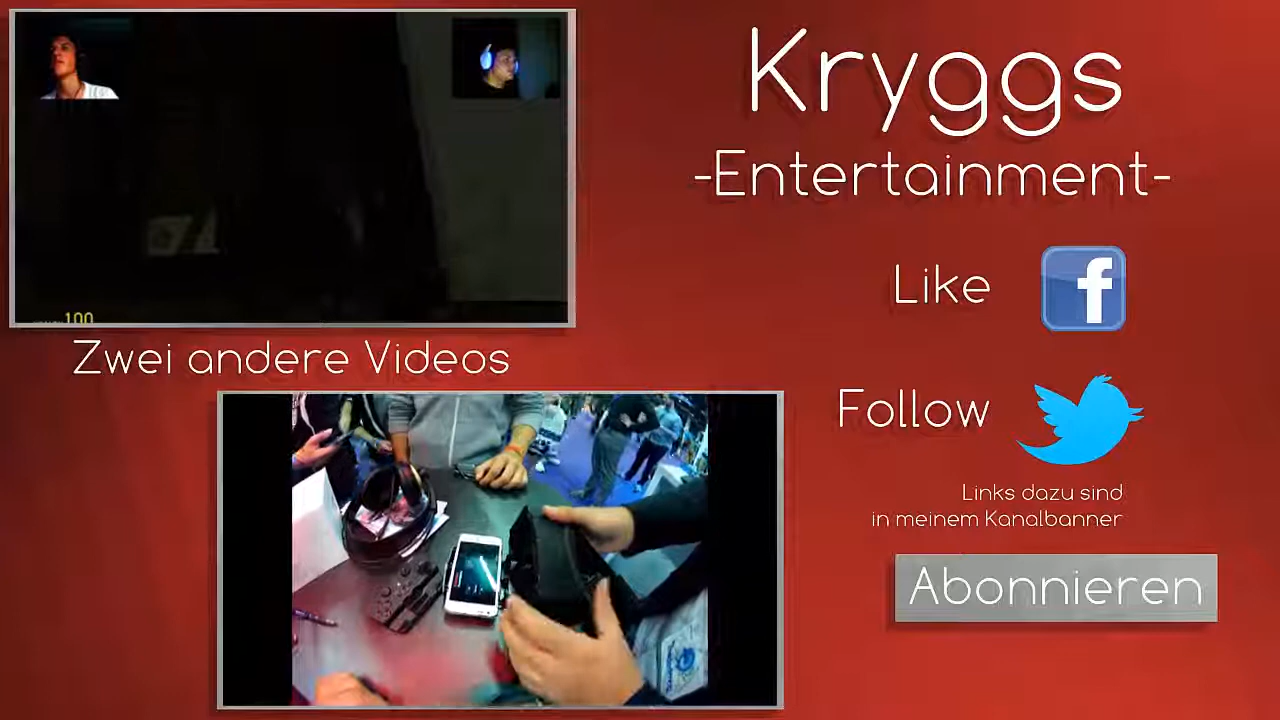 Kryggs
-Entertainment-
Like
Follow
Links dazu sind
in meinem Kanalbanner
Abonnieren
100
Zwei andere Videos